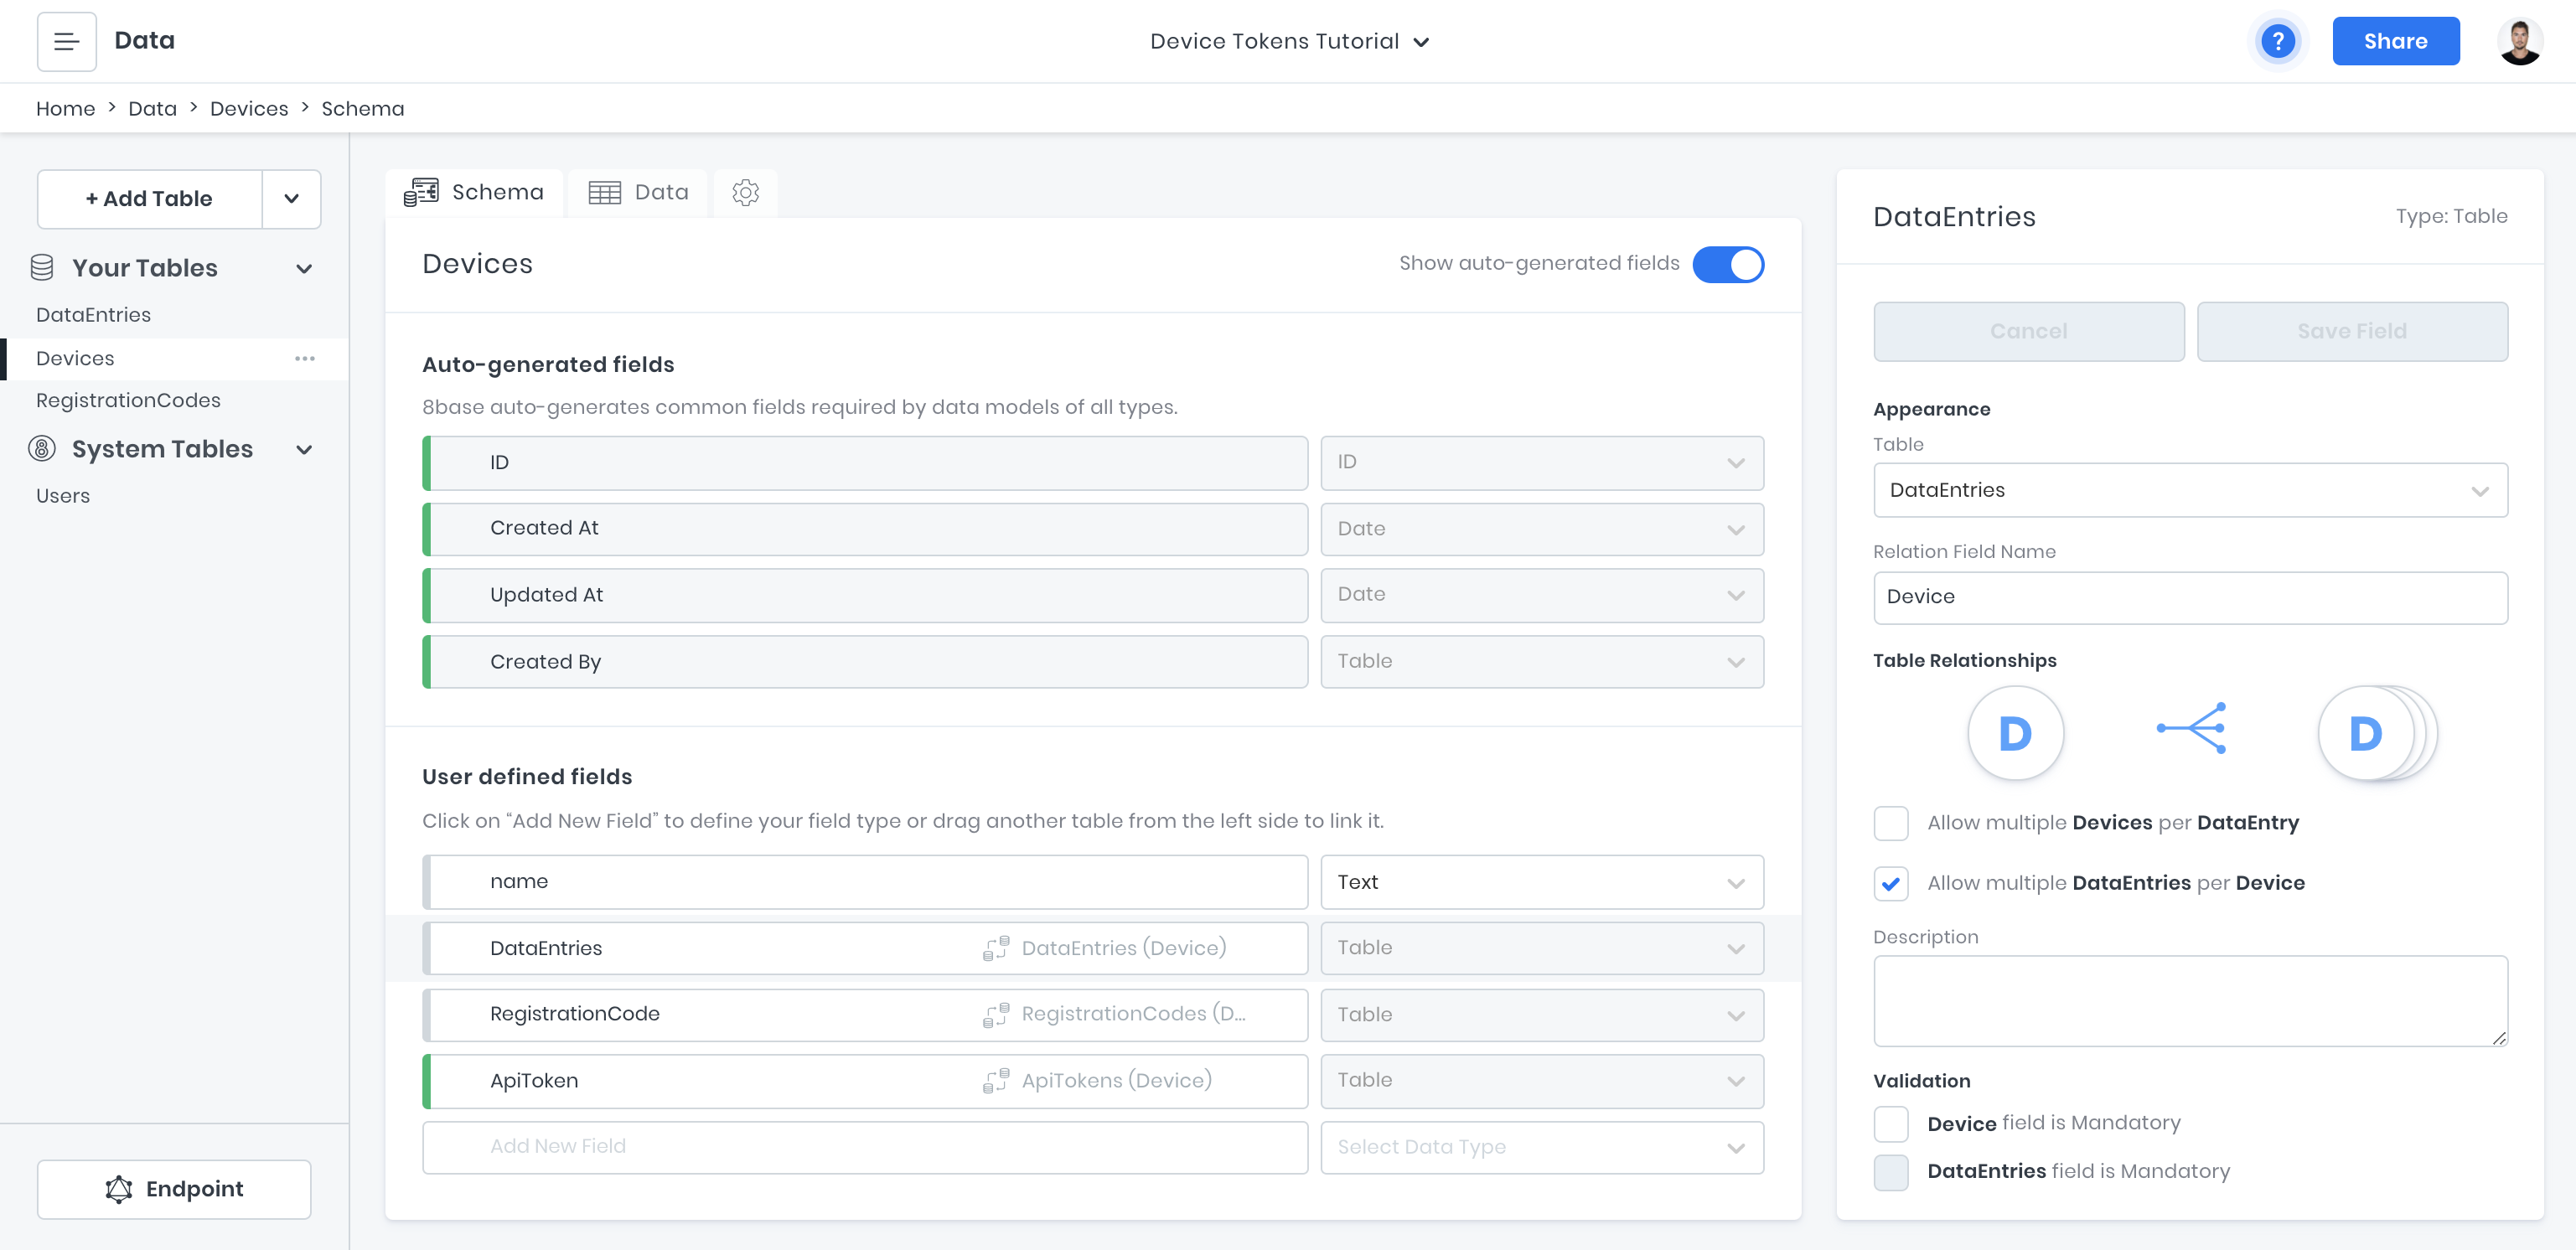 Data
Device Tokens Tutorial
?
Share
Home > Data > Devices > Schema
+ Add Table
Your Tables
DataEntries
Devices
RegistrationCodes
8
System Tables
Users
Endpoint
Schema
Data
Devices
Show auto-generated fields
Auto-generated fields
8base auto-generates common fields required by data models of all types.
ID
ID
Created At
Date
Updated At
Date
Created By
Table
User defined fields
Click on “Add New Field” to define your field type or drag another table from the left side to link it.
name
Text
DataEntries
DataEntries (Device)
Table
RegistrationCode
RegistrationCodes (D...
Table
ApiToken
ApiTokens (Device)
Table
Add New Field
Select Data Type
DataEntries
Type: Table
Cancel
Save Field
Appearance
Table
DataEntries
Relation Field Name
Device
Table Relationships
D
D
Allow multiple Devices per DataEntry
Allow multiple DataEntries per Device
Description
Validation
Device field is Mandatory
DataEntries field is Mandatory